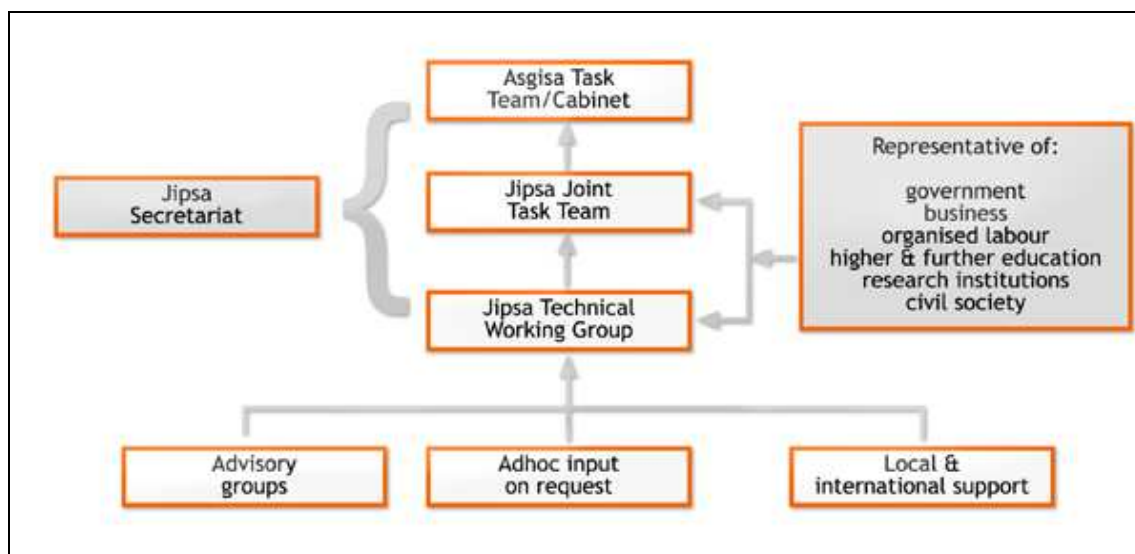 Asgisa Task
Team/Cabinet
Jipsa
Secretariat
Jipsa Joint
Task Team
Jipsa Technical
Working Group
Representative of:
government
business
organised labour
higher & further education
research institutions
civil society
Advisory
groups
Adhoc input
on request
Local &
international support